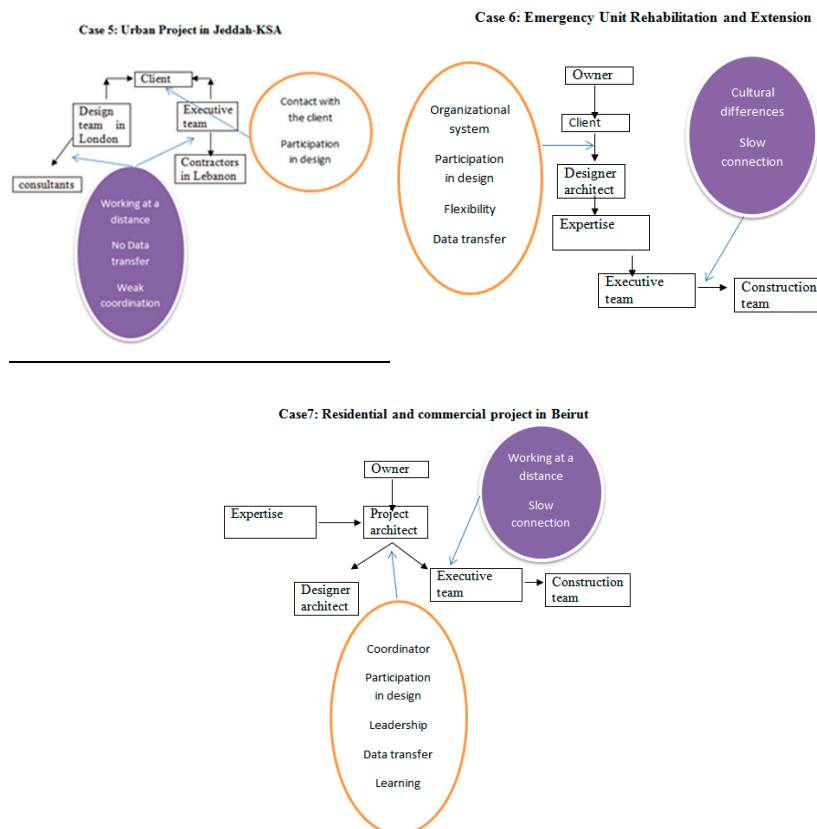 Case 5: Urban Project in Jeddah-KSA
Client
Design
team in
London
Executive
team
Contractors
in Lebanon
consultants
Contact with
the client
Participation
in design
Working at a
distance
No Data
transfer
Weak
coordination
Case 6: Emergency Unit Rehabilitation and Extension
Owner
Client
Designer
architect
Expertise
Executive
team
Construction
team
Organizational
system
Participation
in design
Flexibility
Data transfer
Cultural
differences
Slow
connection
Case7: Residential and commercial project in Beirut
Owner
Expertise
Project
architect
Designer
architect
Executive
team
Construction
team
Working at a
distance
Slow
connection
Coordinator
Participation
in design
Leadership
Data transfer
Learning